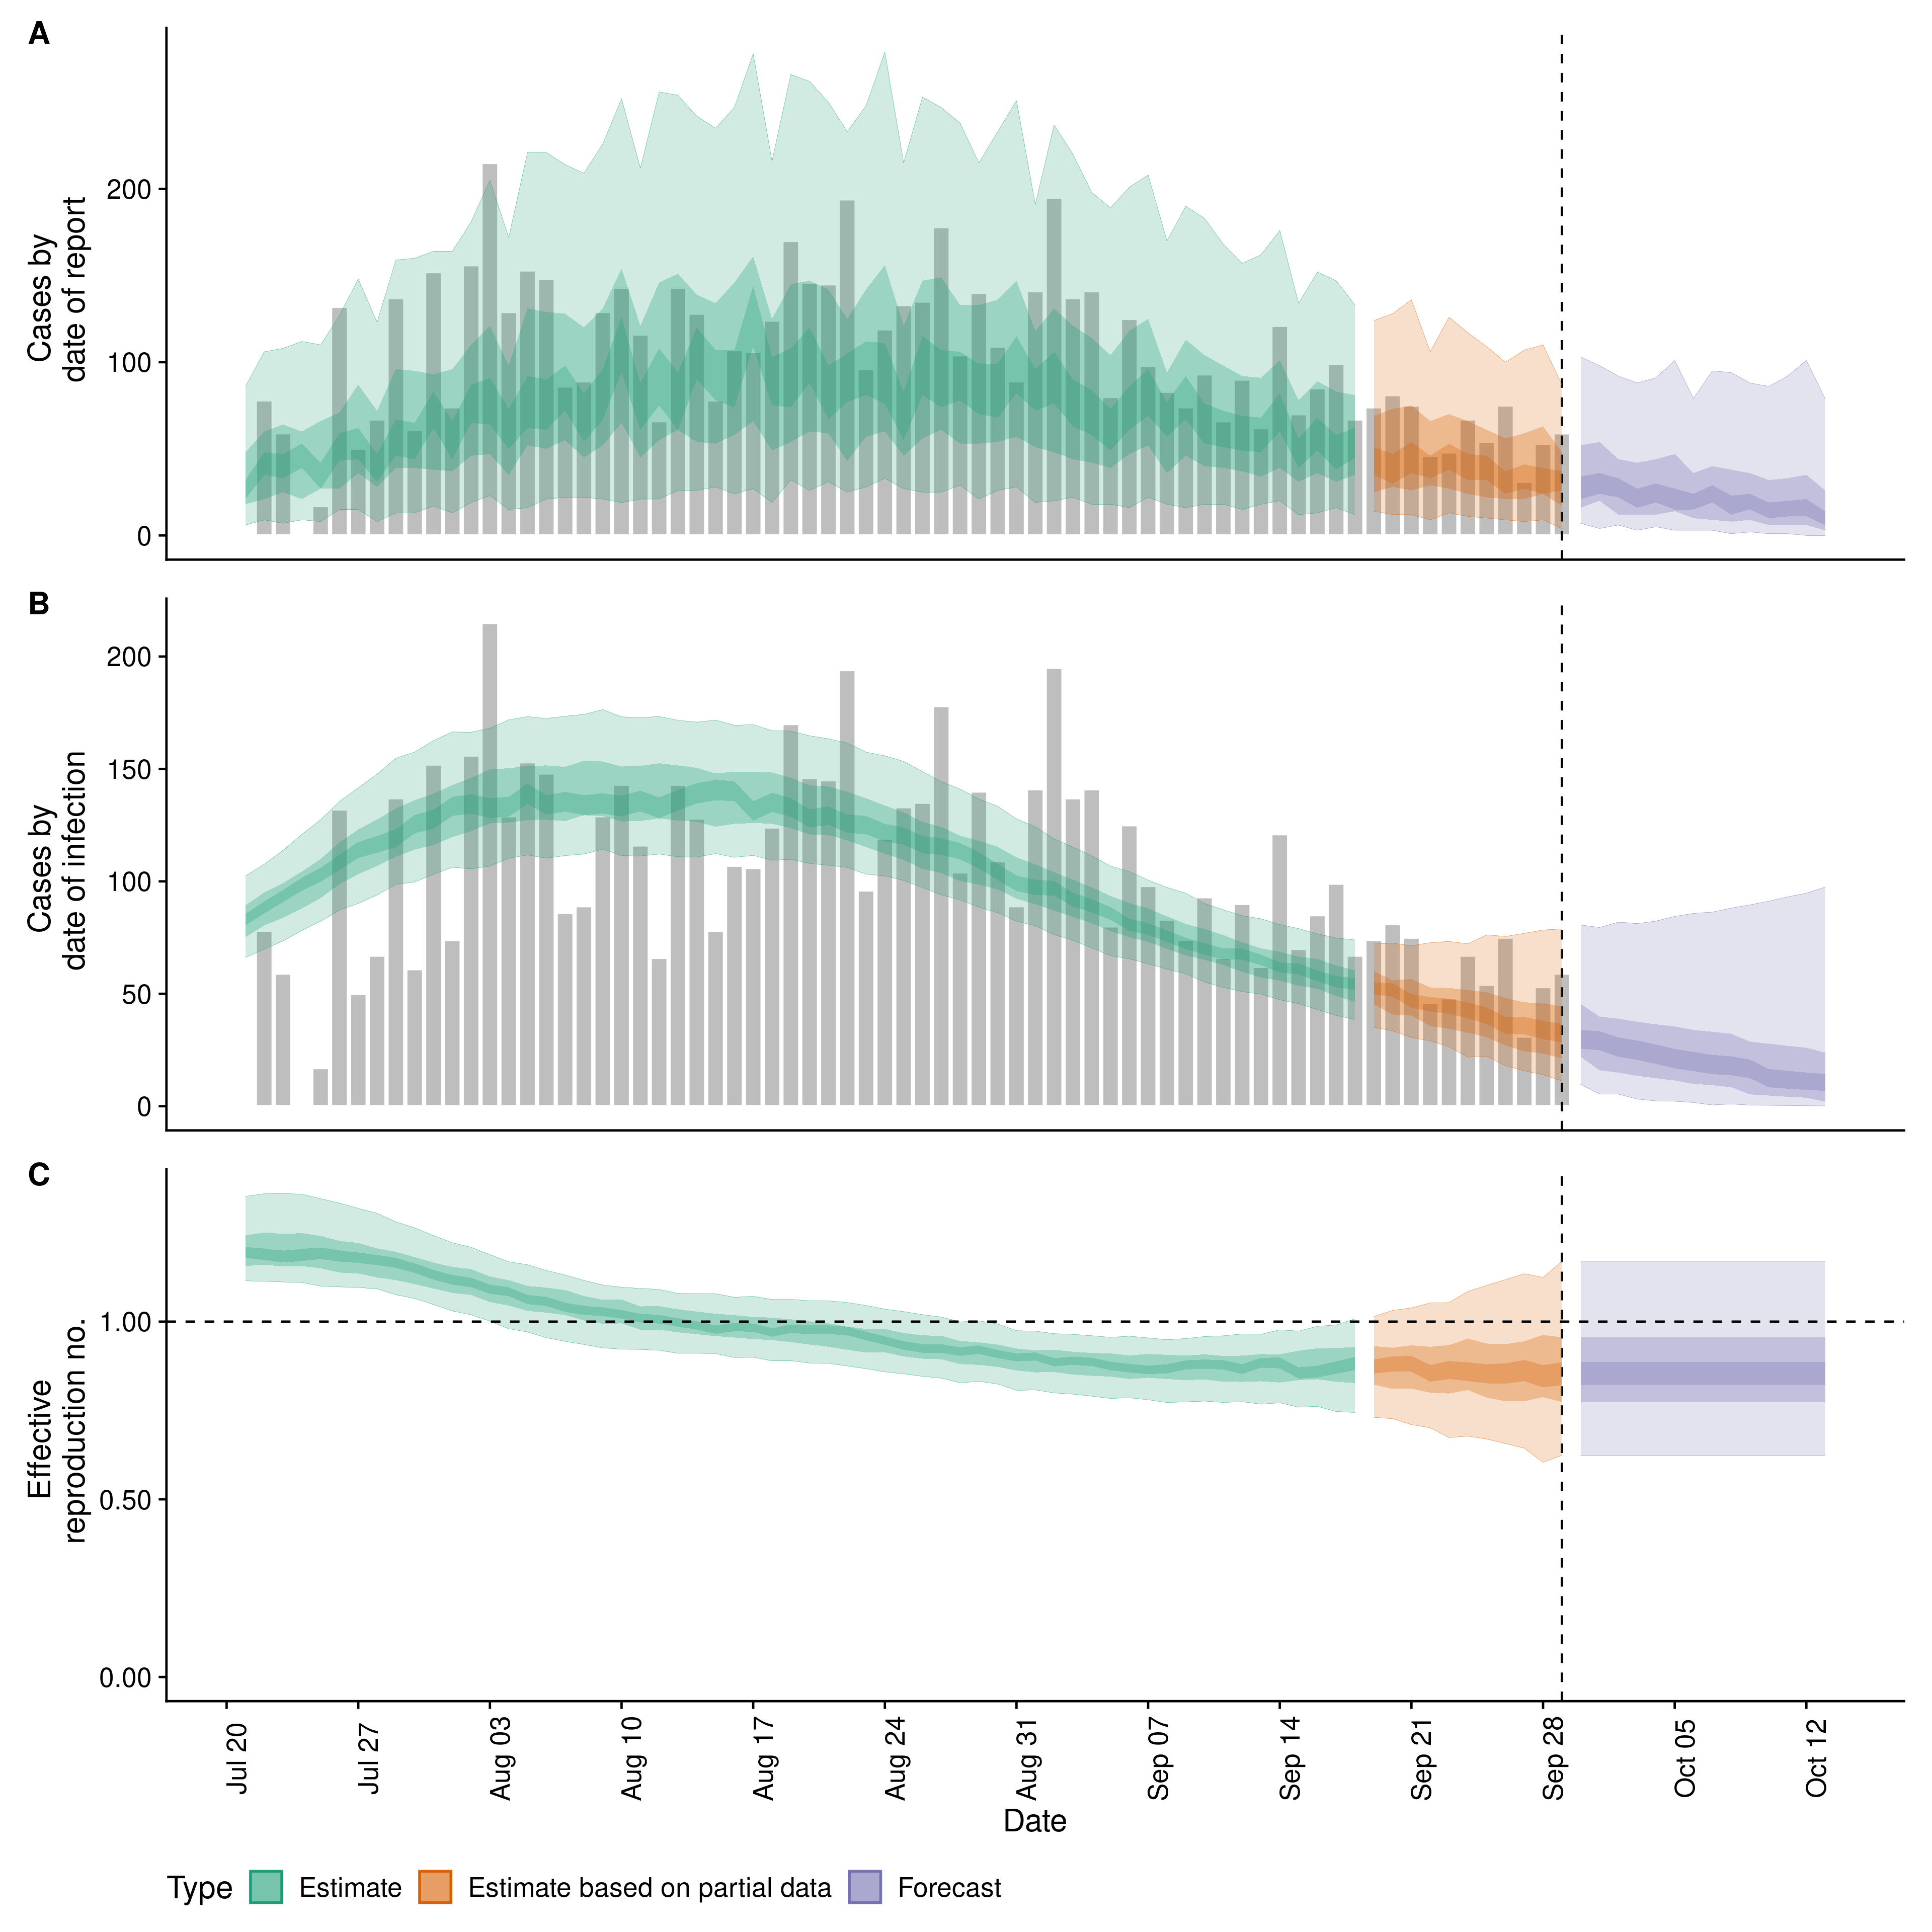 A
Cases by
date of report
200
100
0
B
Cases by
date of infection
200
150
100
50
0
C
Effective
reproduction no.
1.00
0.50
0.00
Jul 20
Jul 27
Aug 03
Aug 10
Aug 17
Aug 24
Aug 31
Sep 07
Sep 14
Sep 21
Sep 28
Oct 05
Oct 12
Date
Type Estimate Estimate based on partial data Forecast